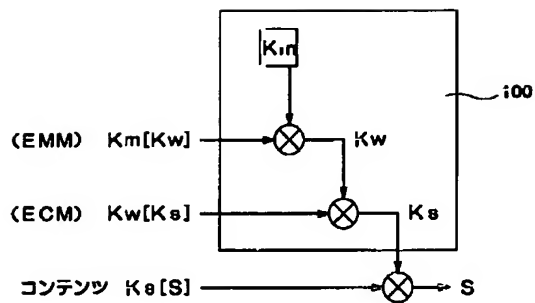 Km
100
(EMM) Km[Kw]
Kw
(ECM) Kw[Ks]
Ks
コンテンツ Ks[S]
S